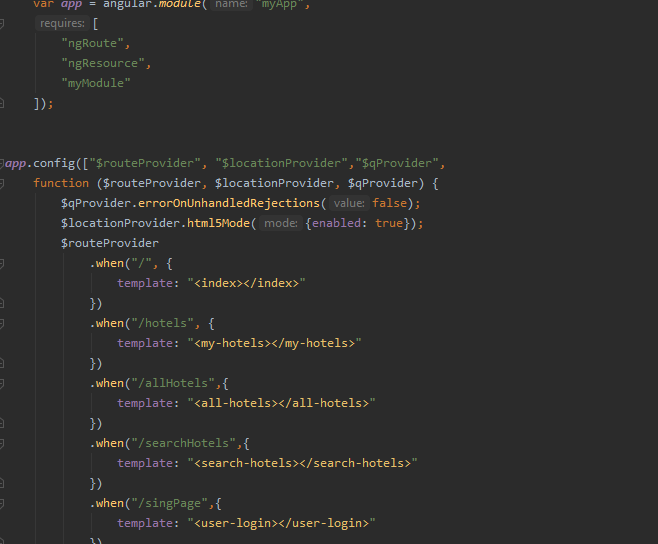 var app = angular.module( name: "myApp",
requires: [
"ngRoute",
"ngResource",
"myModule"
]);
app.config(["$routeProvider", "$locationProvider","$qProvider",
function ($routeProvider, $locationProvider, $qProvider) {
$qProvider.errorOnUnhandledRejections( value: false);
$locationProvider.html5Mode( mode: {enabled: true});
$routeProvider
.when("/", {
template: "<index></index>"
})
.when("/hotels", {
template: "<my-hotels></my-hotels>"
})
.when("/allHotels",{
template: "<all-hotels></all-hotels>"
})
.when("/searchHotels",{
template: "<search-hotels></search-hotels>"
})
.when("/singPage",{
template: "<user-login></user-login>"
})